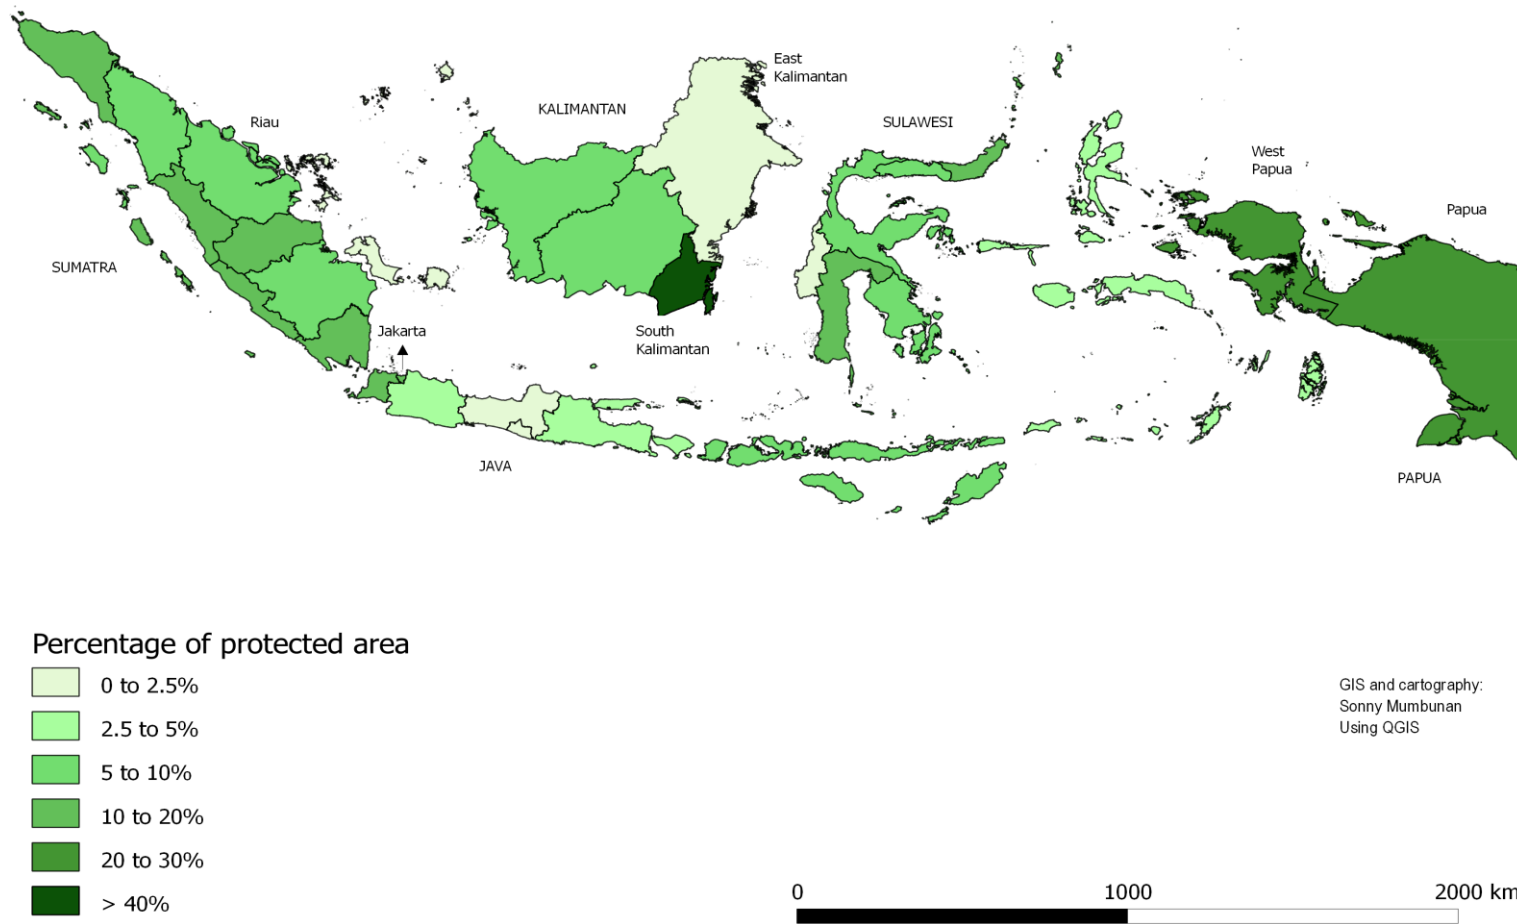 East
Kalimantan
KALIMANTAN
Riau
SULAWESI
West
Papua
Papua
SUMATRA
Jakarta
South
Kalimantan
JAVA
PAPUA
Percentage of protected area
0 to 2.5%
2.5 to 5%
5 to 10%
10 to 20%
20 to 30%
> 40%
GIS and cartography:
Sonny Mumbunan
Using QGIS
0 1000 2000 km